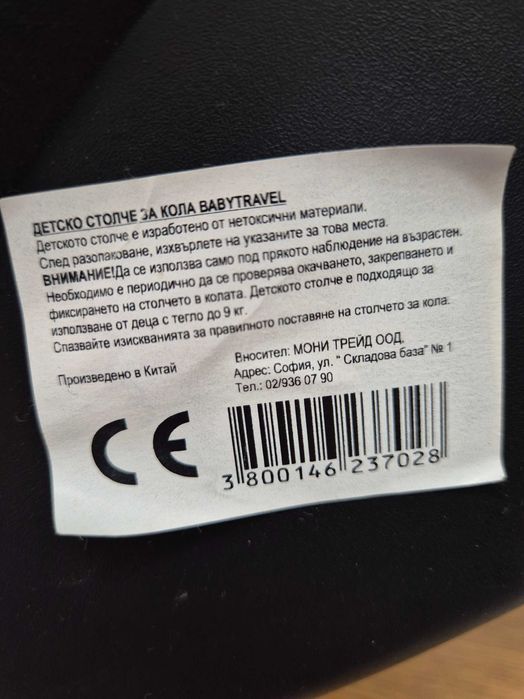 ДЕТСКО СТОЛЧЕ ЗА КОЛА BABYTRAVEL
Детското столче е изработено от нетоксични материали.
След разопаковане, изхвърлете на указаните за това места.
ВНИМАНИЕ!Да се използва само под прякото наблюдение на възрастен.
Необходимо е периодично да се проверява окачването, закрепването и
фиксирането на столчето в колата. Детското столче е подходящо за
използване от деца с тегло до 9 кг.
Спазвайте изискванията за правилното поставяне на столчето за кола.
Произведено в Китай
Вносител: МОНИ ТРЕЙД ООД,
Адрес: София, ул. " Складова база" № 1
Тел.: 02/936 07 90
CE
3 800146 237028